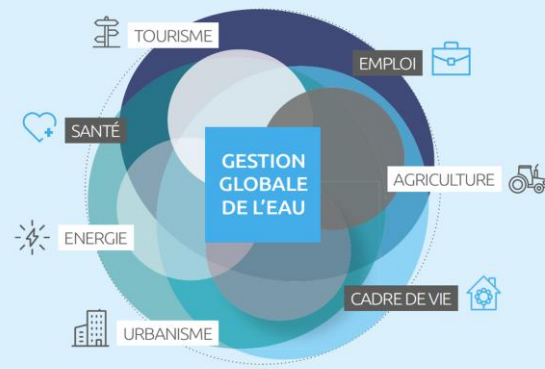 TOURISME
EMPLOI
SANTÉ
GESTION
GLOBALE
DE L'EAU
AGRICULTURE
ENERGIE
CADRE DE VIE
URBANISME